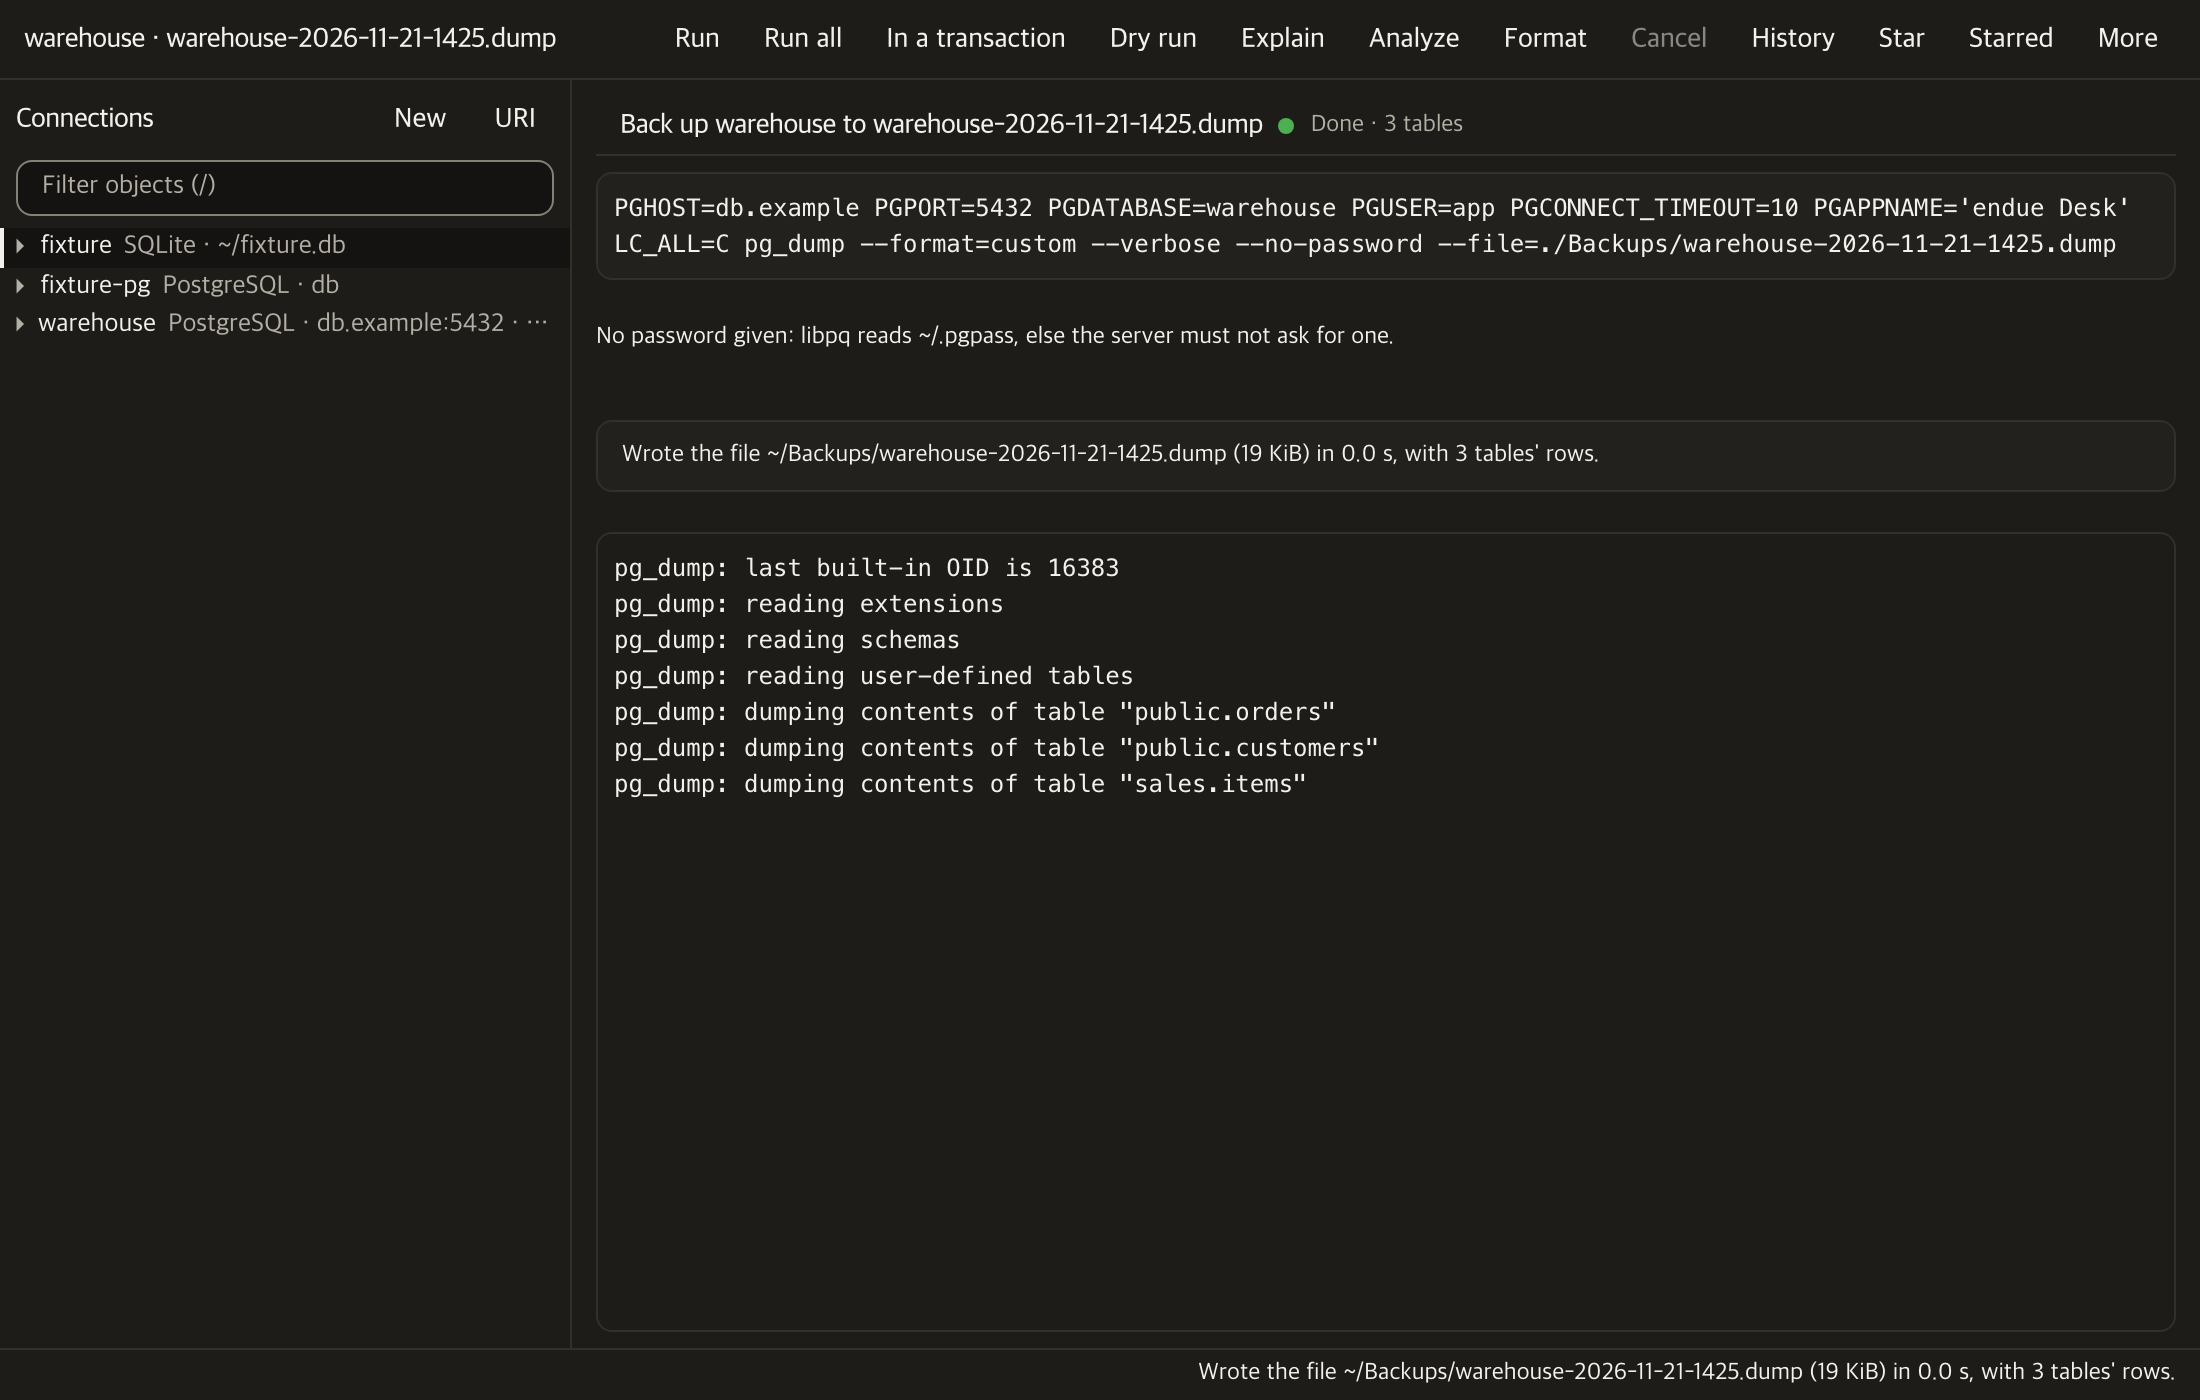 warehouse · warehouse-2026-11-21-1425.dump
Run
Run all
In a transaction
Dry run
Explain
Analyze
Format
Cancel
History
Star
Starred
More
Connections
New
URI
Filter objects (/)
fixture SQLite · ~/fixture.db
fixture-pg PostgreSQL · db
warehouse PostgreSQL · db.example:5432 · ···
Back up warehouse to warehouse-2026-11-21-1425.dump
Done · 3 tables
PGHOST=db.example PGPORT=5432 PGDATABASE=warehouse PGUSER=app PGCONNECT_TIMEOUT=10 PGAPPNAME='endue Desk'
LC_ALL=C pg_dump --format=custom --verbose --no-password --file=./Backups/warehouse-2026-11-21-1425.dump
No password given: libpq reads ~/.pgpass, else the server must not ask for one.
Wrote the file ~/Backups/warehouse-2026-11-21-1425.dump (19 KiB) in 0.0 s, with 3 tables' rows.
pg_dump: last built-in OID is 16383
pg_dump: reading extensions
pg_dump: reading schemas
pg_dump: reading user-defined tables
pg_dump: dumping contents of table "public.orders"
pg_dump: dumping contents of table "public.customers"
pg_dump: dumping contents of table "sales.items"
Wrote the file ~/Backups/warehouse-2026-11-21-1425.dump (19 KiB) in 0.0 s, with 3 tables' rows.